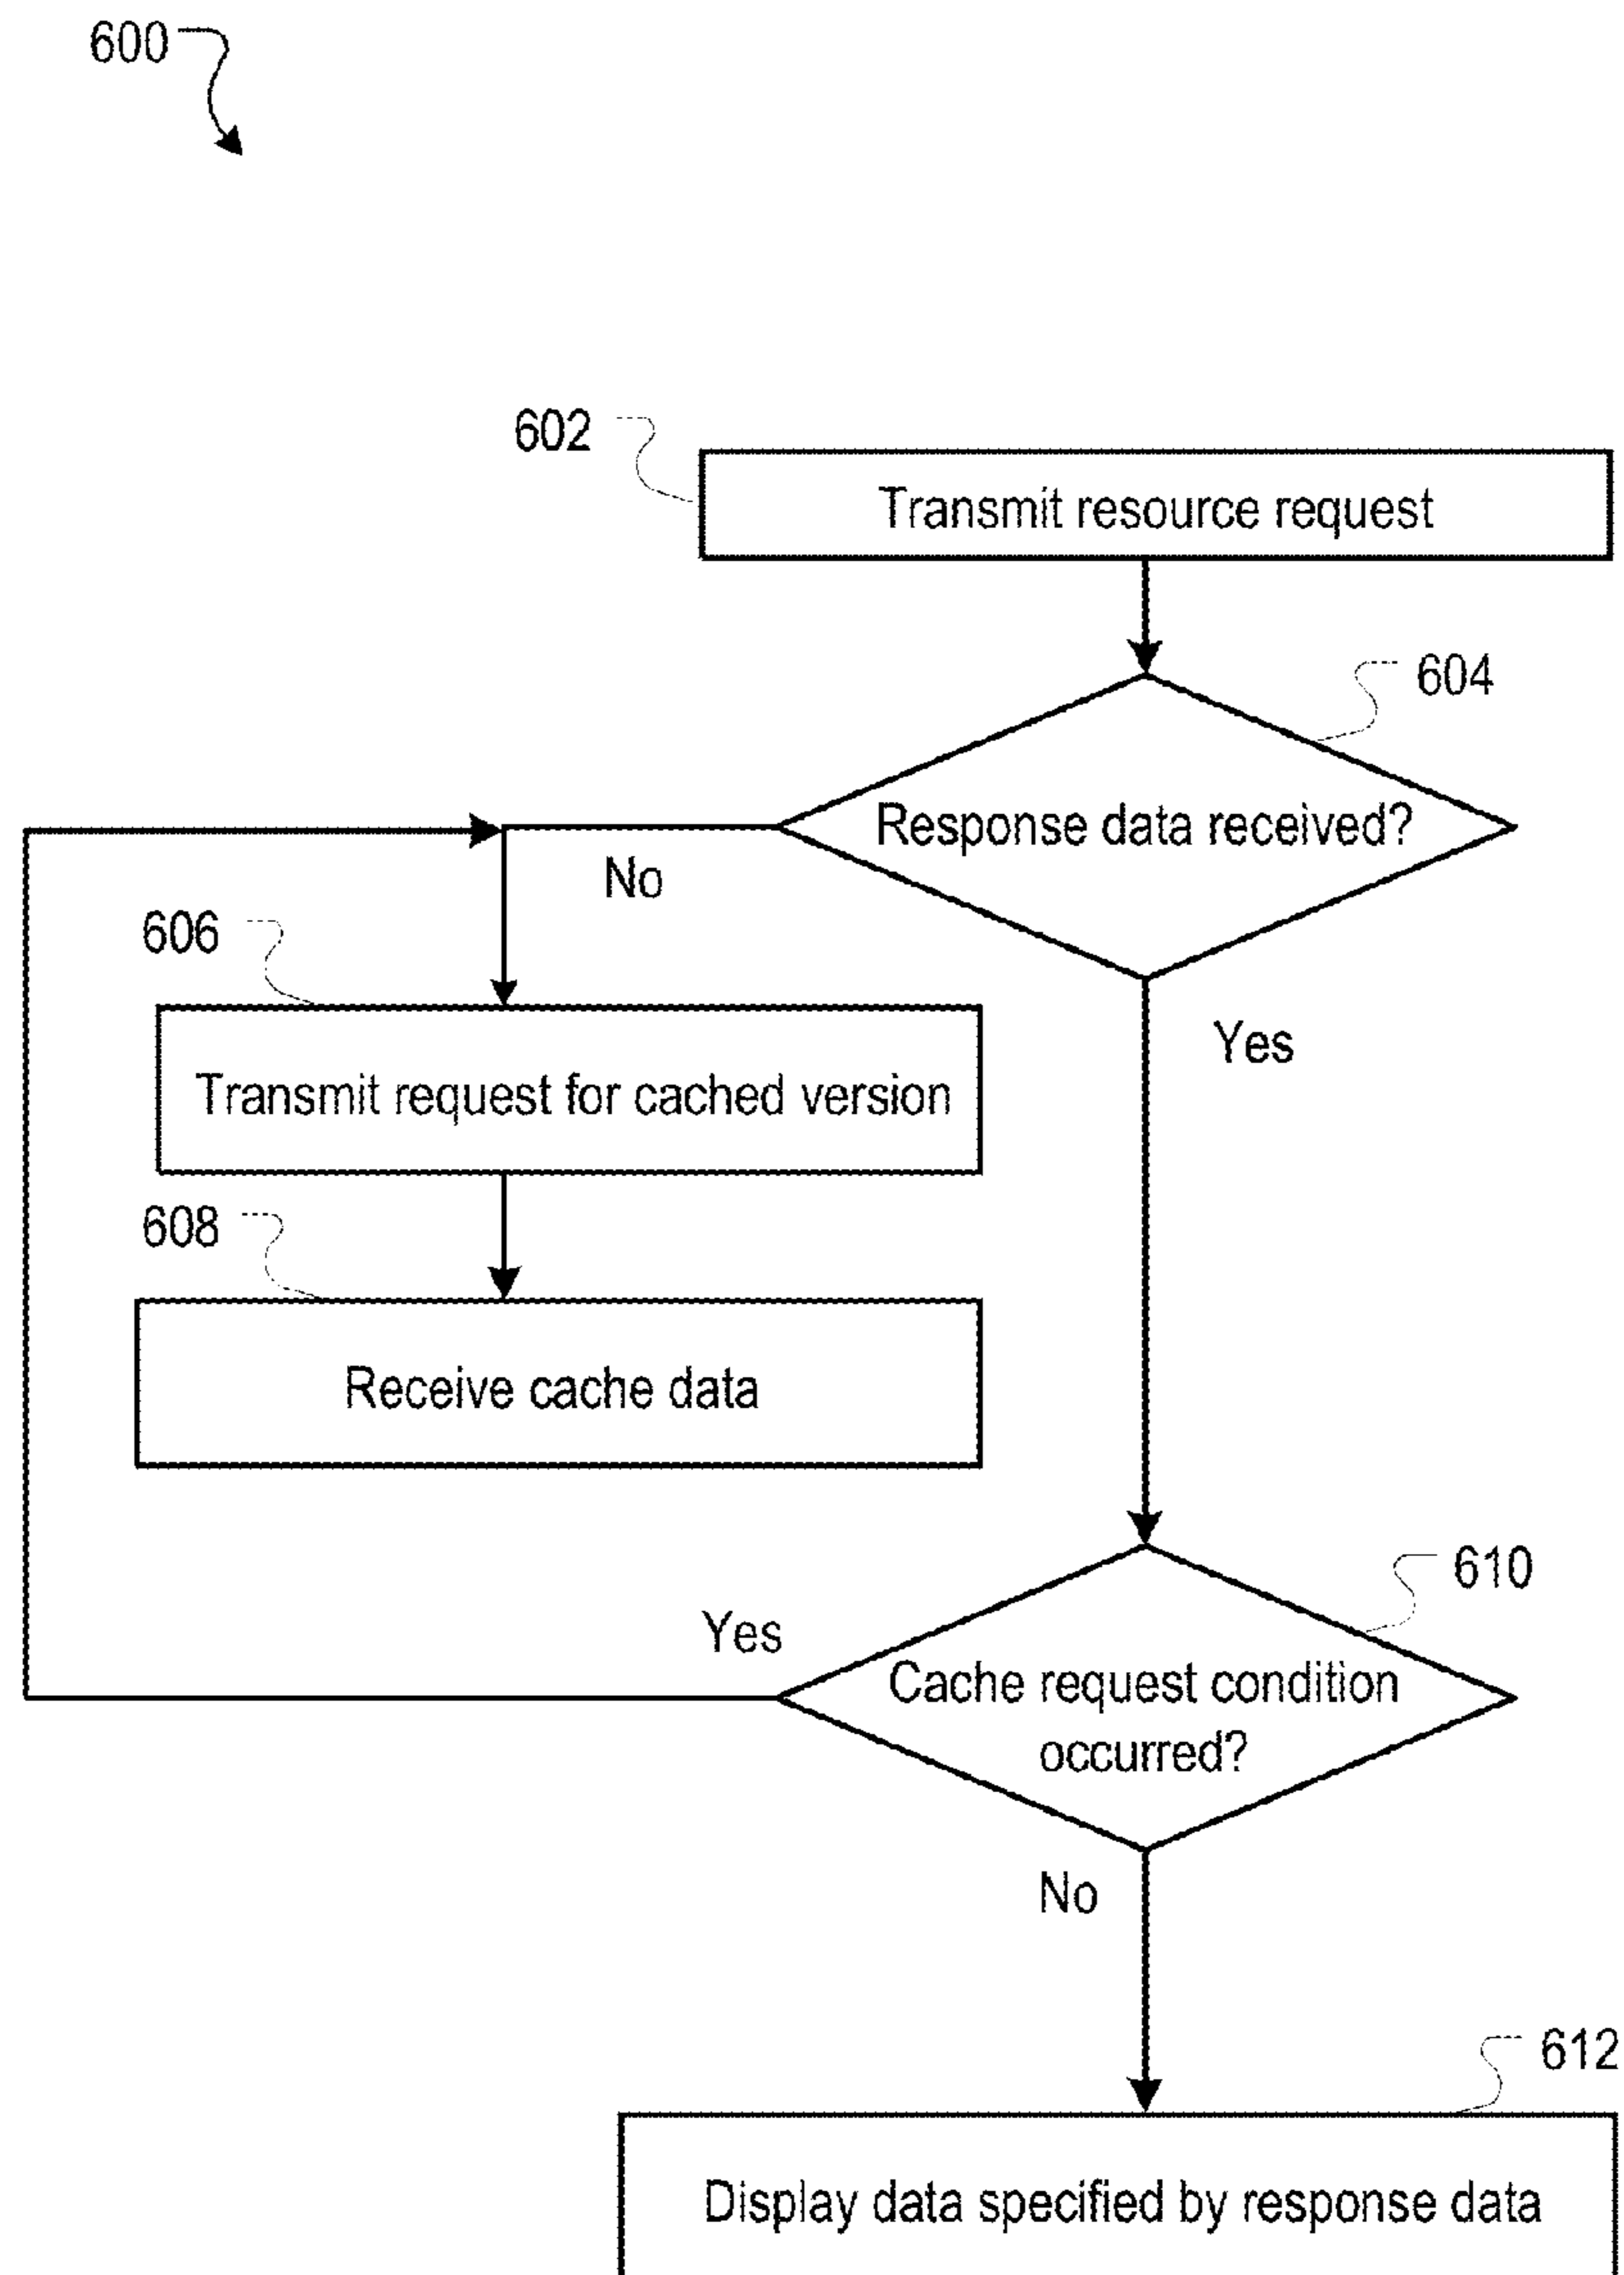 600
602
Transmit resource request
604
Response data received?
No
606
Yes
Transmit request for cached version
608
Receive cache data
610
Yes
Cache request condition
occurred?
No
612
Display data specified by response data